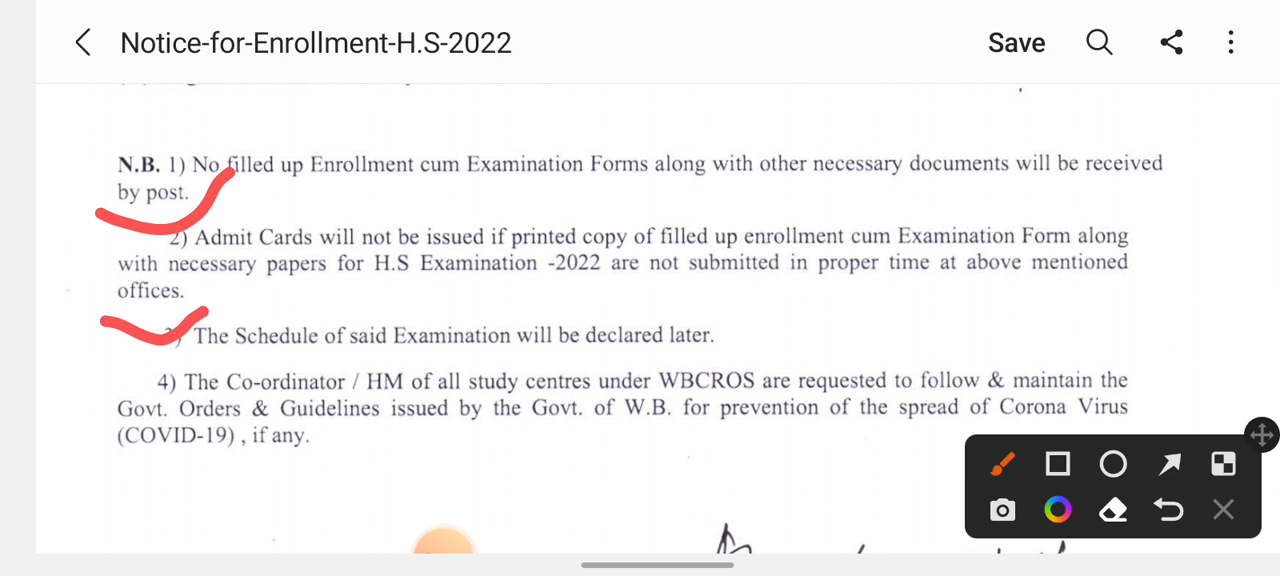 Notice-for-Enrollment-H.S-2022
Save
N.B. 1) No filled up Enrollment cum Examination Forms along with other necessary documents will be received
by post.
2) Admit Cards will not be issued if printed copy of filled up enrollment cum Examination Form along
with necessary papers for H.S Examination -2022 are not submitted in proper time at above mentioned
offices.
The Schedule of said Examination will be declared later.
4) The Co-ordinator / HM of all study centres under WBCROS are requested to follow & maintain the
Govt. Orders & Guidelines issued by the Govt. of W.B. for prevention of the spread of Corona Virus
(COVID-19) , if any.